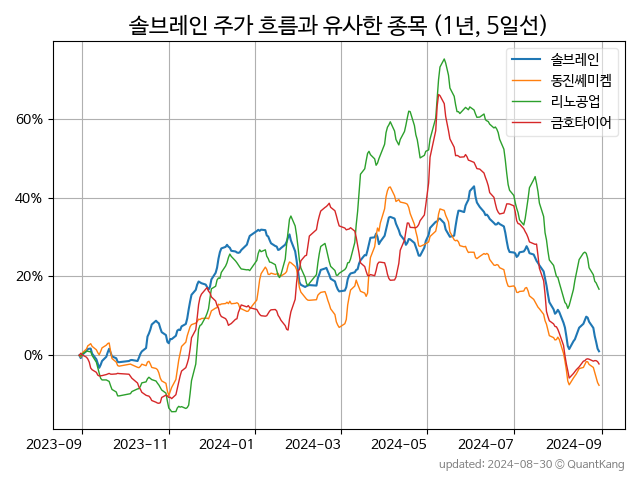 솔브레인 주가 흐름과 유사한 종목 (1년, 5일선)
솔브레인
동진쎄미켐
리노공업
금호타이어
60%
40%
20%
0%
2023-09 2023-11 2024-01 2024-03 2024-05 2024-07 2024-09
updated: 2024-08-30 © QuantKang